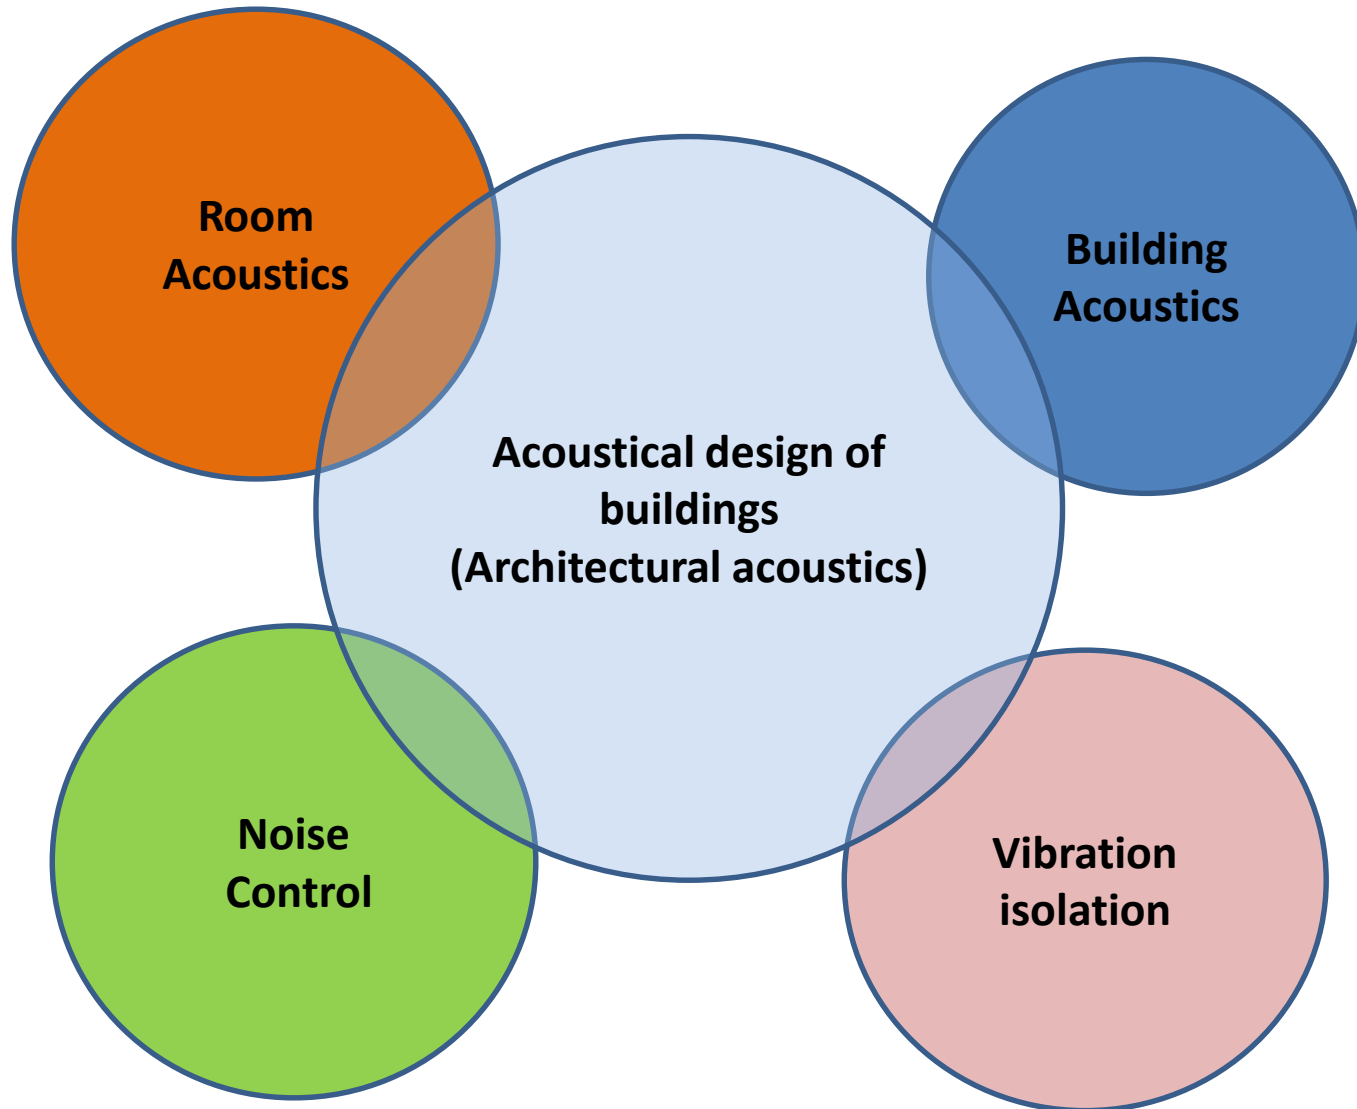 Room
Acoustics
Building
Acoustics
Acoustical design of
buildings
(Architectural acoustics)
Noise
Control
Vibration
isolation